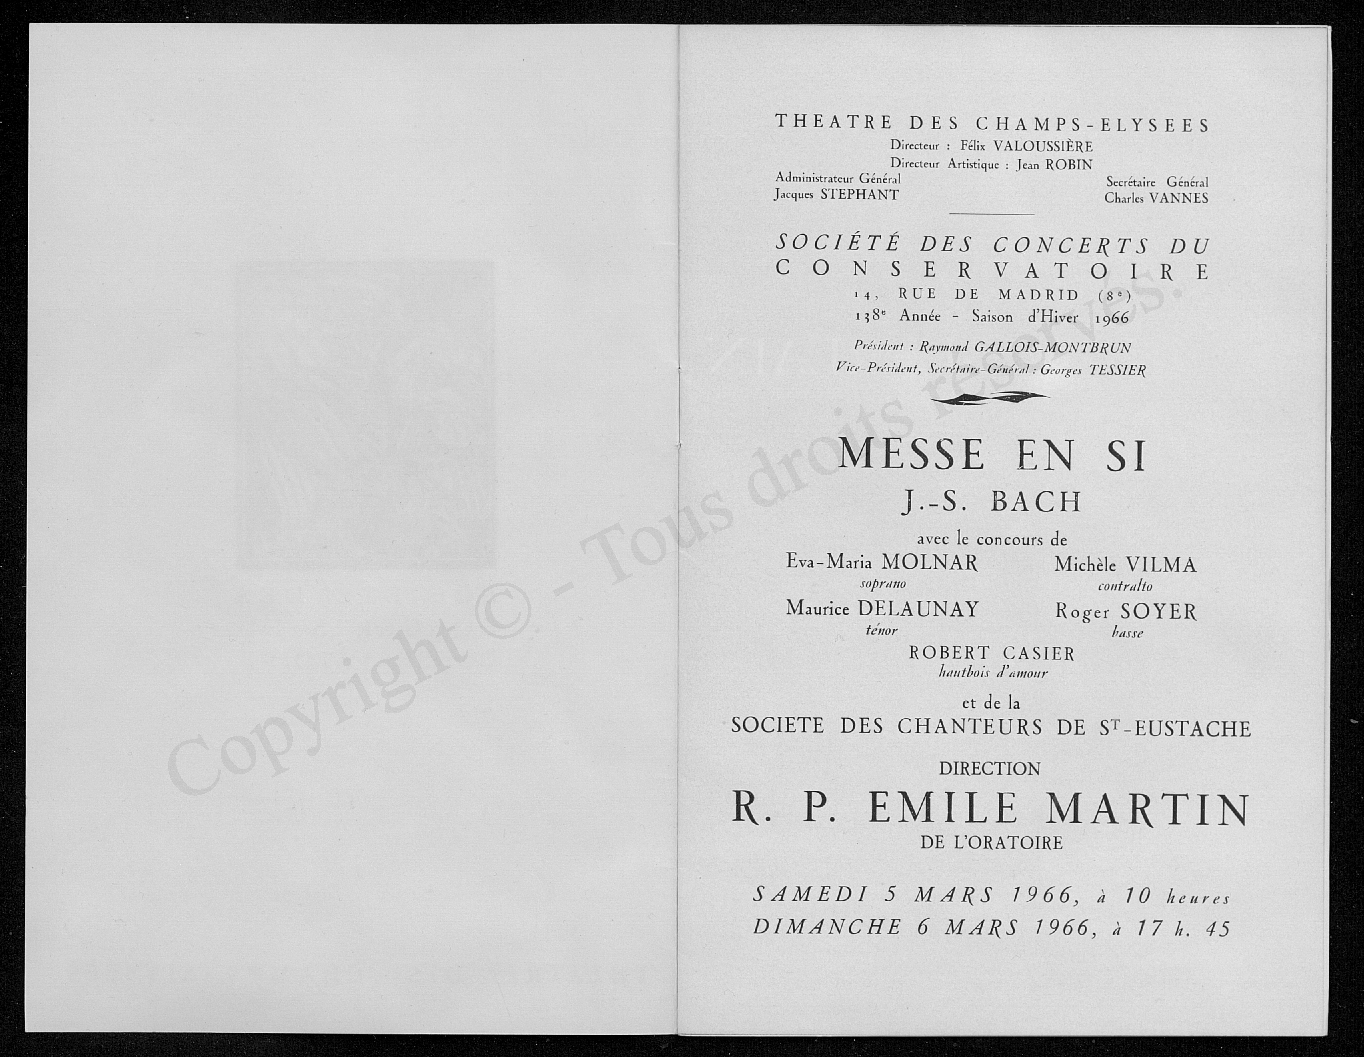 THEATRE DES CHAMPS-ELYSEES
Directeur : Félix VALOUSSIÈRE
Directeur Artistique : Jean ROBIN
Administrateur Général
Jacques STEPHANT
Secrétaire Général
Charles VANNES
SOCIÉTÉ DES CONCERTS DU
CONSERVATOIRE
14, RUE DE MADRID (8e)
138e Année - Saison d'Hiver 1966
Président : Raymond GALLOIS-MONTBRUN
Vice-Président, Secrétaire-Général : Georges TESSIER
MESSE EN SI
J.-S. BACH
avec le concours de
Eva-Maria MOLNAR
soprano
Michèle VILMA
contralto
Maurice DELAUNAY
ténor
Roger SOYER
basse
ROBERT CASIER
hautbois d'amour
et de la
SOCIETE DES CHANTEURS DE ST-EUSTACHE
DIRECTION
R. P. EMILE MARTIN
DE L'ORATOIRE
SAMEDI 5 MARS 1966, à 10 heures
DIMANCHE 6 MARS 1966, à 17 h. 45
Copyright © - Tous droits réservés.